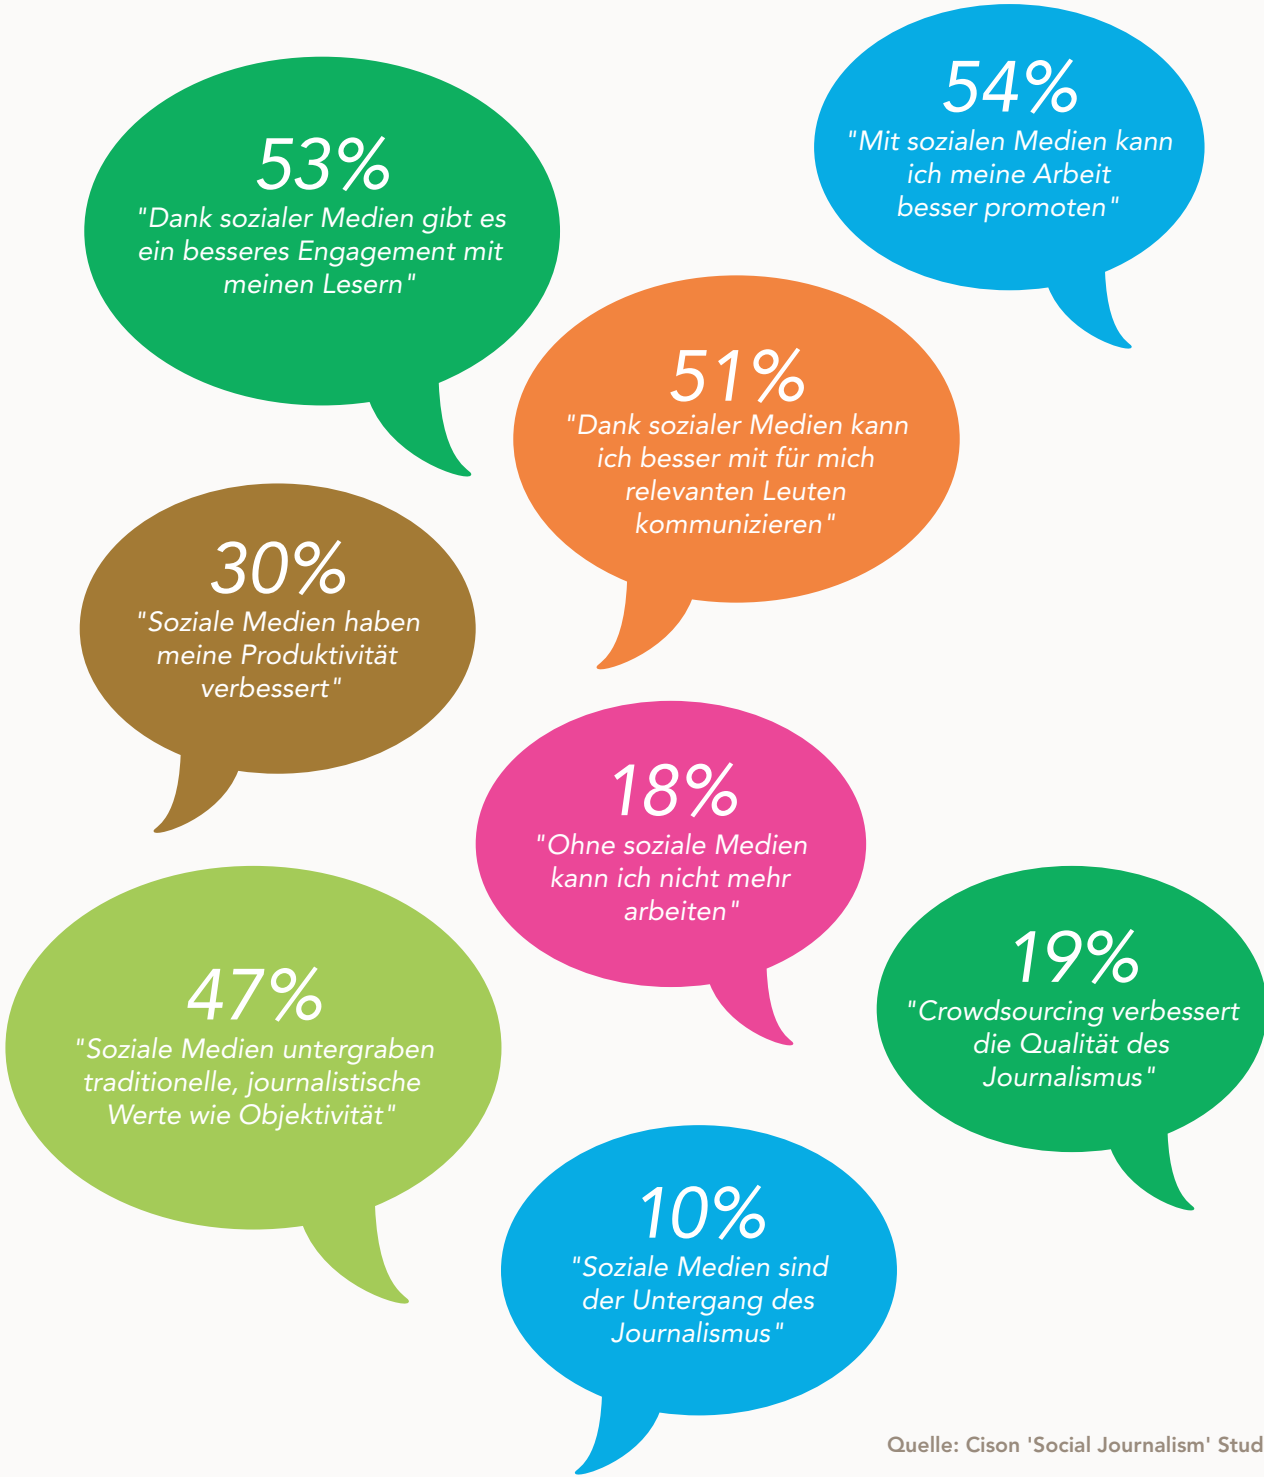 54%
"Mit sozialen Medien kann
ich meine Arbeit
besser promoten"
53%
"Dank sozialer Medien gibt es
ein besseres Engagement mit
meinen Lesern"
51%
"Dank sozialer Medien kann
ich besser mit für mich
relevanten Leuten
kommunizieren"
30%
"Soziale Medien haben
meine Produktivität
verbessert"
18%
"Ohne soziale Medien
kann ich nicht mehr
arbeiten"
19%
"Crowdsourcing verbessert
die Qualität des
Journalismus"
47%
"Soziale Medien untergraben
traditionelle, journalistische
Werte wie Objektivität"
10%
"Soziale Medien sind
der Untergang des
Journalismus"
Quelle: Cison 'Social Journalism' Stud